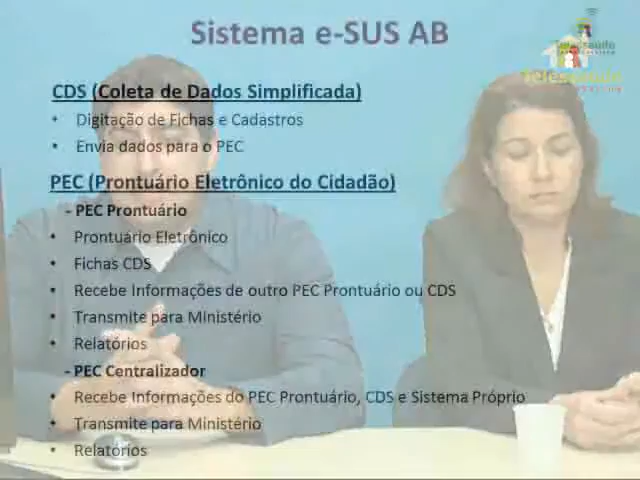 Sistema e-SUS AB
Telessaúde
Telessaúde
CDS (Coleta de Dados Simplificada)
• Digitação de Fichas e Cadastros
• Envia dados para o PEC
PEC (Prontuário Eletrônico do Cidadão)
- PEC Prontuário
• Prontuário Eletrônico
• Fichas CDS
• Recebe Informações de outro PEC Prontuário ou CDS
• Transmite para Ministério
• Relatórios
- PEC Centralizador
• Recebe Informações do PEC Prontuário, CDS e Sistema Próprio
• Transmite para Ministério
• Relatórios